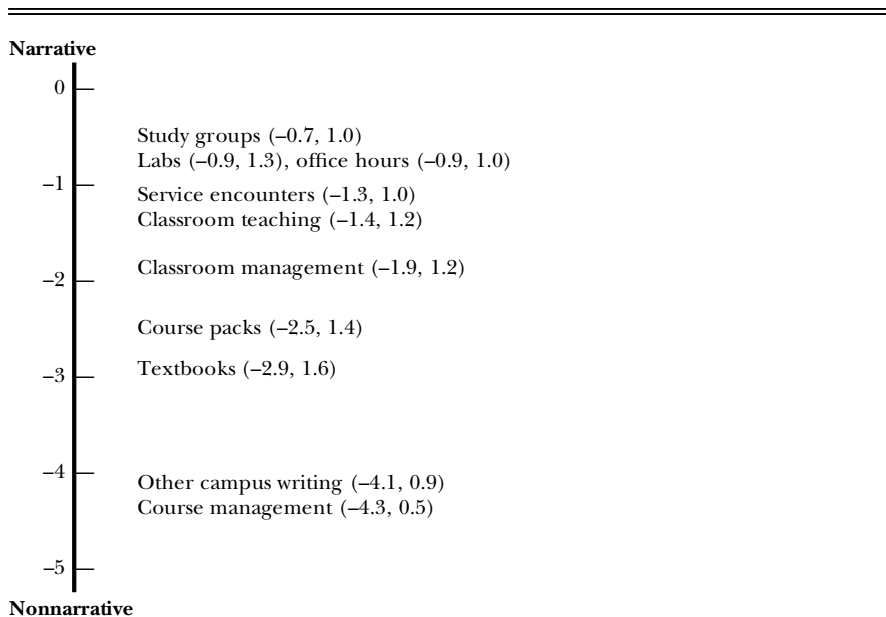 Narrative
0
Study groups (–0.7, 1.0)
Labs (–0.9, 1.3), office hours (–0.9, 1.0)
–1
Service encounters (–1.3, 1.0)
Classroom teaching (–1.4, 1.2)
Classroom management (–1.9, 1.2)
–2
Course packs (–2.5, 1.4)
Textbooks (–2.9, 1.6)
–3
–4
Other campus writing (–4.1, 0.9)
Course management (–4.3, 0.5)
–5
Nonnarrative